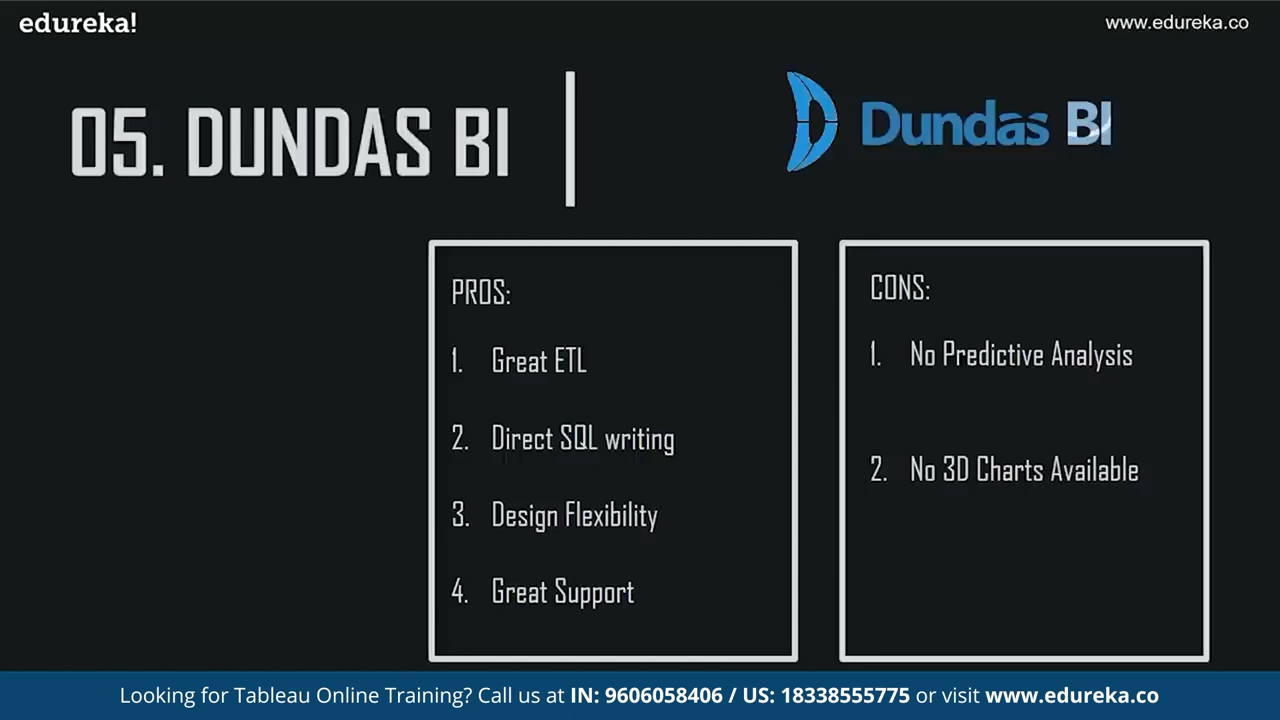 edureka!
www.edureka.co
05. DUNDAS BI
Dundas BI
PROS:
1. Great ETL
2. Direct SQL writing
3. Design Flexibility
4. Great Support
CONS:
1. No Predictive Analysis
2. No 3D Charts Available
Looking for Tableau Online Training? Call us at IN: 9606058406 / US: 18338555775 or visit www.edureka.co